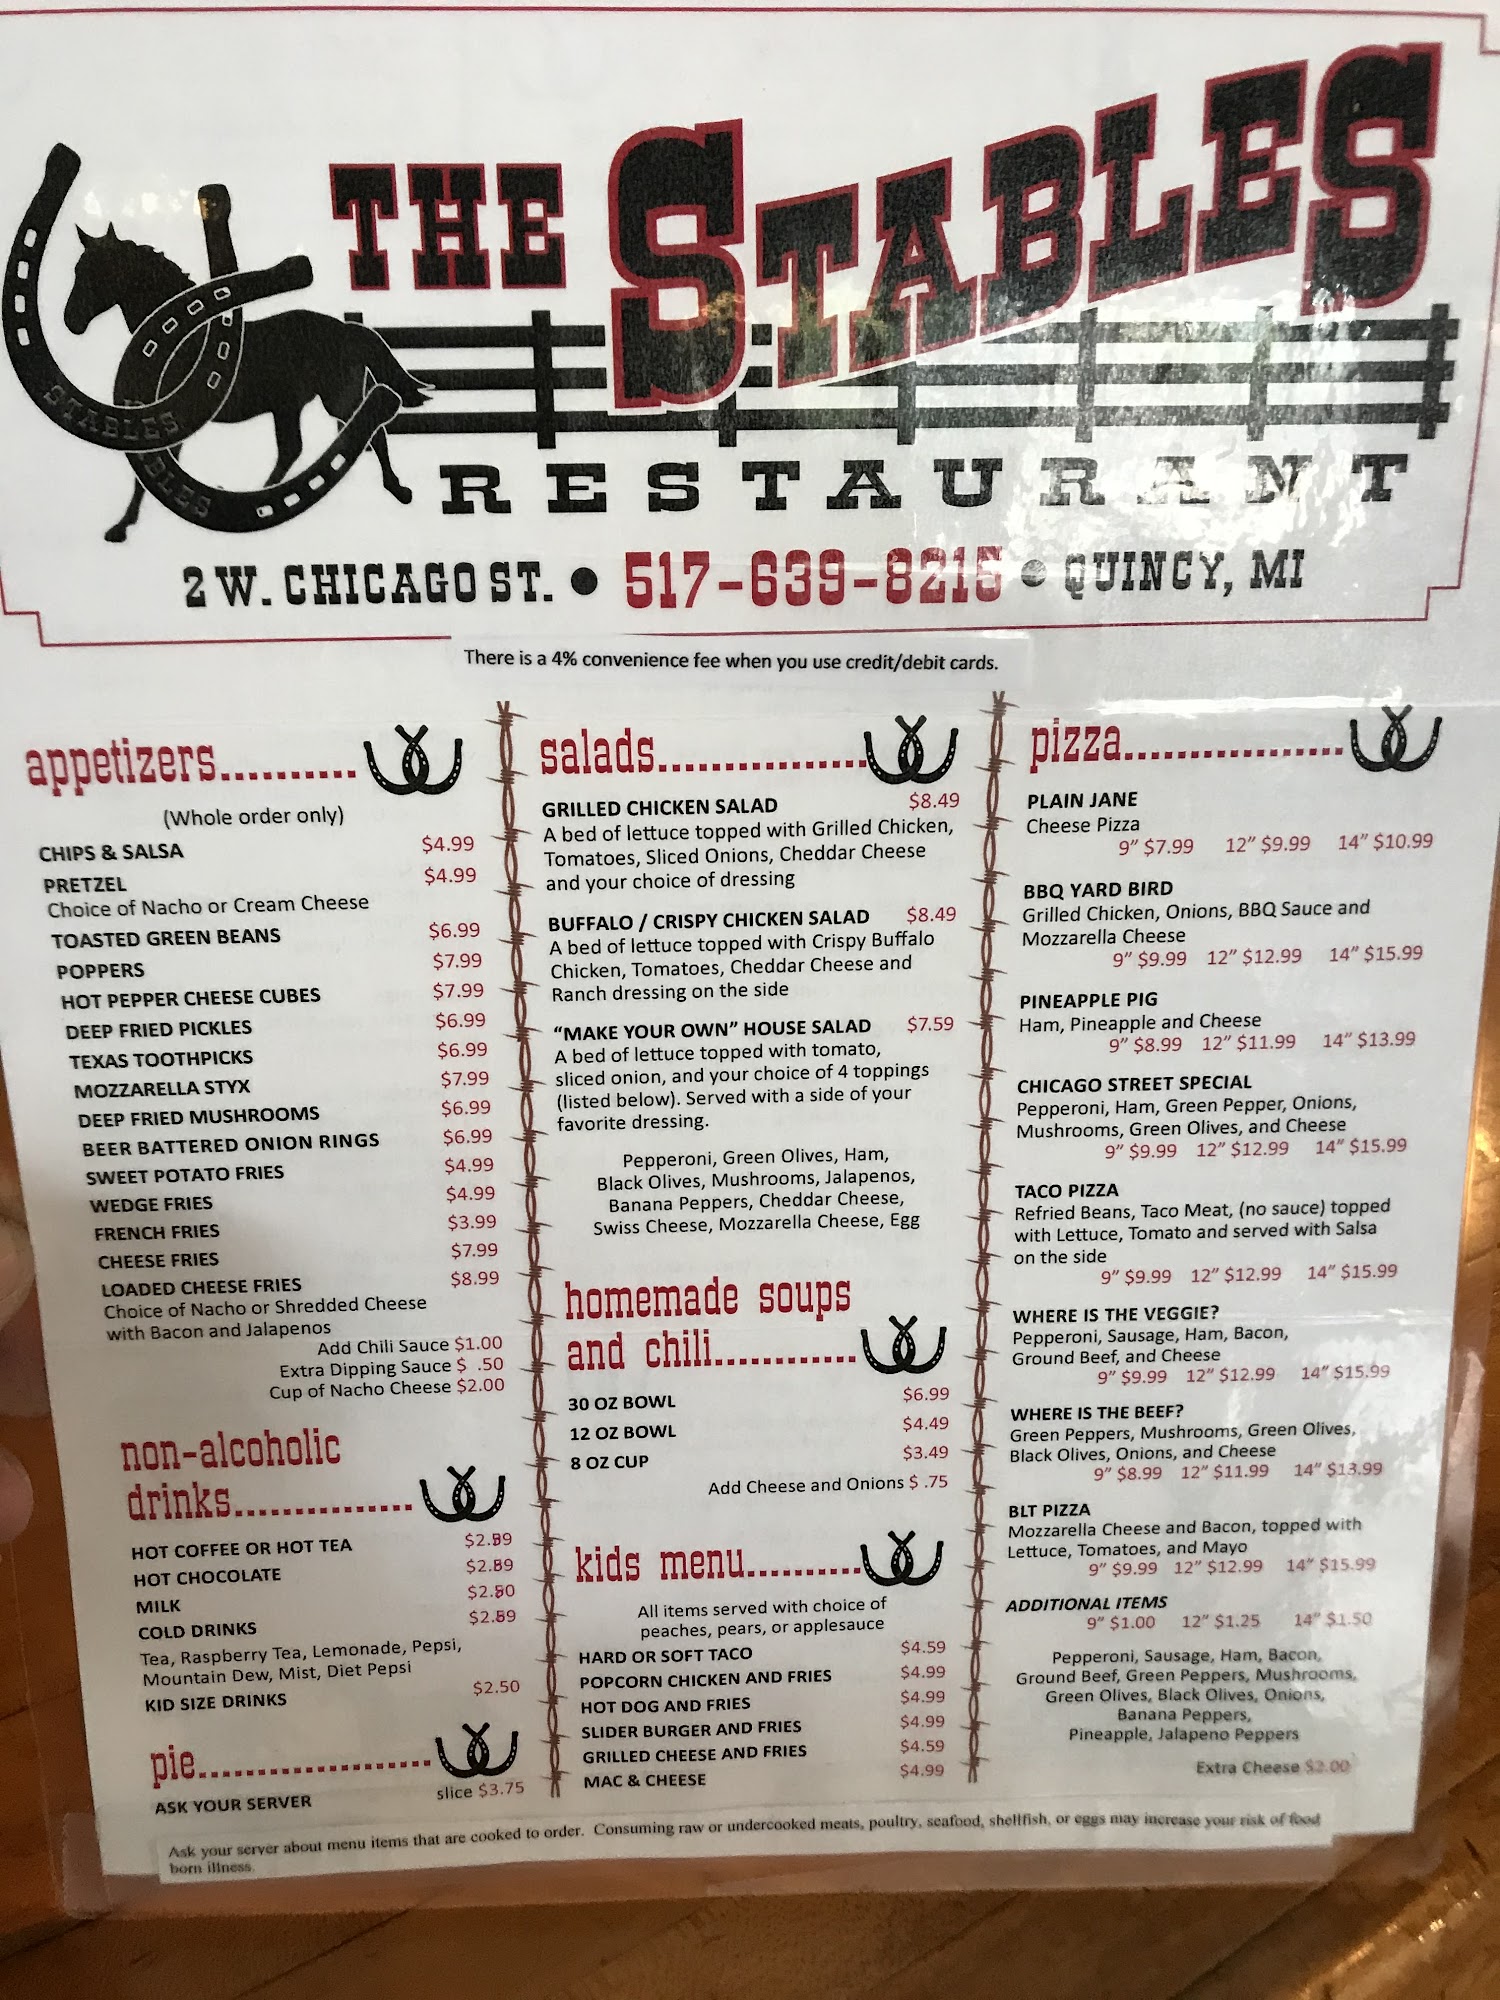 THE STABLES
RESTAURANT
STABLES
2 W. CHICAGO ST. • 517-639-8215 • QUINCY, MI
There is a 4% convenience fee when you use credit/debit cards.
appetizers..........
(Whole order only)
CHIPS & SALSA $4.99
PRETZEL $4.99
Choice of Nacho or Cream Cheese
TOASTED GREEN BEANS $6.99
POPPERS $7.99
HOT PEPPER CHEESE CUBES $7.99
DEEP FRIED PICKLES $6.99
TEXAS TOOTHPICKS $6.99
MOZZARELLA STYX $7.99
DEEP FRIED MUSHROOMS $6.99
BEER BATTERED ONION RINGS $6.99
SWEET POTATO FRIES $4.99
WEDGE FRIES $4.99
FRENCH FRIES $3.99
CHEESE FRIES $7.99
LOADED CHEESE FRIES $8.99
Choice of Nacho or Shredded Cheese
with Bacon and Jalapenos
Add Chili Sauce $1.00
Extra Dipping Sauce $ .50
Cup of Nacho Cheese $2.00
non-alcoholic
drinks..............
HOT COFFEE OR HOT TEA
HOT CHOCOLATE
MILK
COLD DRINKS
Tea, Raspberry Tea, Lemonade, Pepsi,
Mountain Dew, Mist, Diet Pepsi
KID SIZE DRINKS $2.50
pie....................
ASK YOUR SERVER slice $3.75
salads................
GRILLED CHICKEN SALAD $8.49
A bed of lettuce topped with Grilled Chicken,
Tomatoes, Sliced Onions, Cheddar Cheese
and your choice of dressing
BUFFALO / CRISPY CHICKEN SALAD $8.49
A bed of lettuce topped with Crispy Buffalo
Chicken, Tomatoes, Cheddar Cheese and
Ranch dressing on the side
“MAKE YOUR OWN” HOUSE SALAD $7.59
A bed of lettuce topped with tomato,
sliced onion, and your choice of 4 toppings
(listed below). Served with a side of your
favorite dressing.
Pepperoni, Green Olives, Ham,
Black Olives, Mushrooms, Jalapenos,
Banana Peppers, Cheddar Cheese,
Swiss Cheese, Mozzarella Cheese, Egg
homemade soups
and chili............
30 OZ BOWL $6.99
12 OZ BOWL $4.49
8 OZ CUP $3.49
Add Cheese and Onions $ .75
kids menu..........
All items served with choice of
peaches, pears, or applesauce
HARD OR SOFT TACO $4.59
POPCORN CHICKEN AND FRIES $4.99
HOT DOG AND FRIES $4.99
SLIDER BURGER AND FRIES $4.99
GRILLED CHEESE AND FRIES $4.59
MAC & CHEESE $4.99
pizza.................
PLAIN JANE
Cheese Pizza
9” $7.99 12” $9.99 14” $10.99
BBQ YARD BIRD
Grilled Chicken, Onions, BBQ Sauce and
Mozzarella Cheese
9” $9.99 12” $12.99 14” $15.99
PINEAPPLE PIG
Ham, Pineapple and Cheese
9” $8.99 12” $11.99 14” $13.99
CHICAGO STREET SPECIAL
Pepperoni, Ham, Green Pepper, Onions,
Mushrooms, Green Olives, and Cheese
9” $9.99 12” $12.99 14” $15.99
TACO PIZZA
Refried Beans, Taco Meat, (no sauce) topped
with Lettuce, Tomato and served with Salsa
on the side
9” $9.99 12” $12.99 14” $15.99
WHERE IS THE VEGGIE?
Pepperoni, Sausage, Ham, Bacon,
Ground Beef, and Cheese
9” $9.99 12” $12.99 14” $15.99
WHERE IS THE BEEF?
Green Peppers, Mushrooms, Green Olives,
Black Olives, Onions, and Cheese
9” $8.99 12” $11.99 14” $13.99
BLT PIZZA
Mozzarella Cheese and Bacon, topped with
Lettuce, Tomatoes, and Mayo
9” $9.99 12” $12.99 14” $15.99
ADDITIONAL ITEMS
9” $1.00 12” $1.25 14” $1.50
Pepperoni, Sausage, Ham, Bacon,
Ground Beef, Green Peppers, Mushrooms,
Green Olives, Black Olives, Onions,
Banana Peppers,
Pineapple, Jalapeno Peppers
Extra Cheese $2.00
Ask your server about menu items that are cooked to order. Consuming raw or undercooked meats, poultry, seafood, shellfish, or eggs may increase your risk of food
born illness.